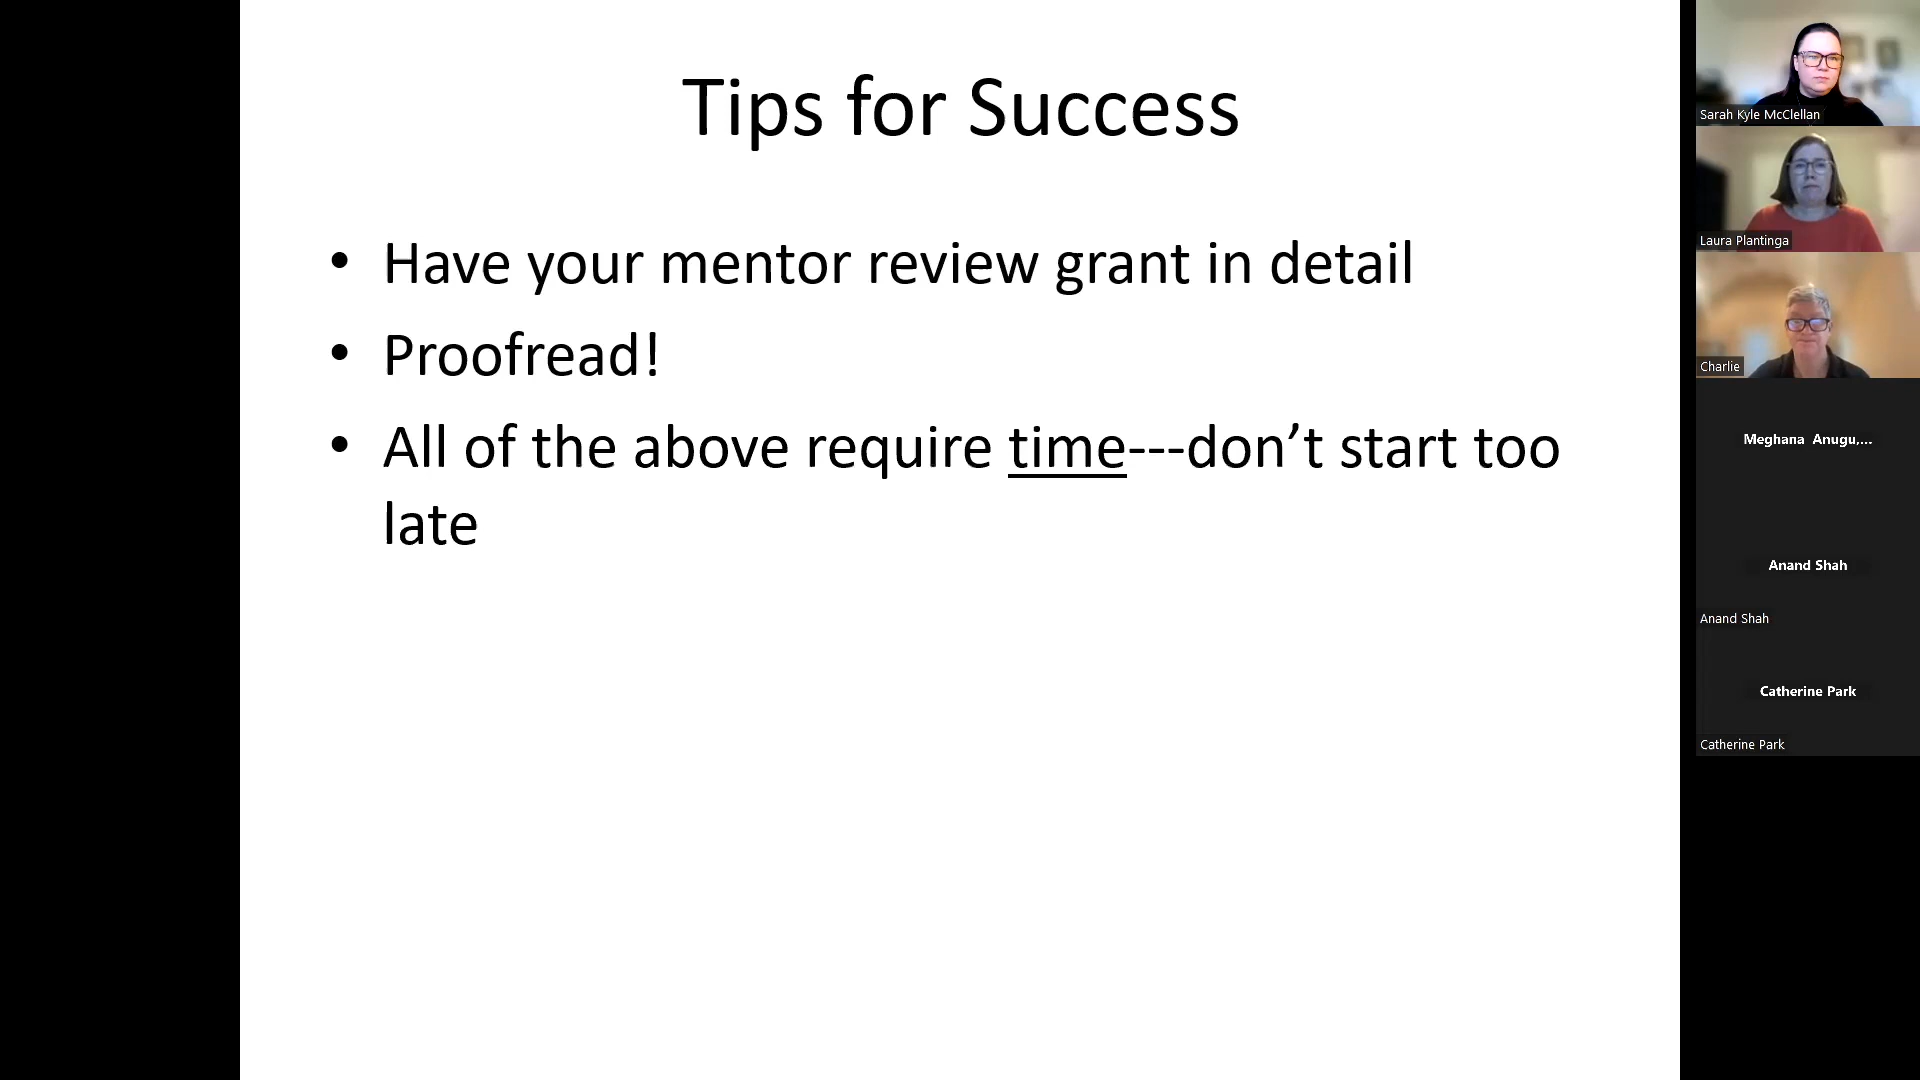 Tips for Success
• Have your mentor review grant in detail
• Proofread!
• All of the above require time---don’t start too
late
Sarah Kyle McClellan
Laura Plantinga
Charlie
Meghana Anugu,...
Anand Shah
Anand Shah
Catherine Park
Catherine Park